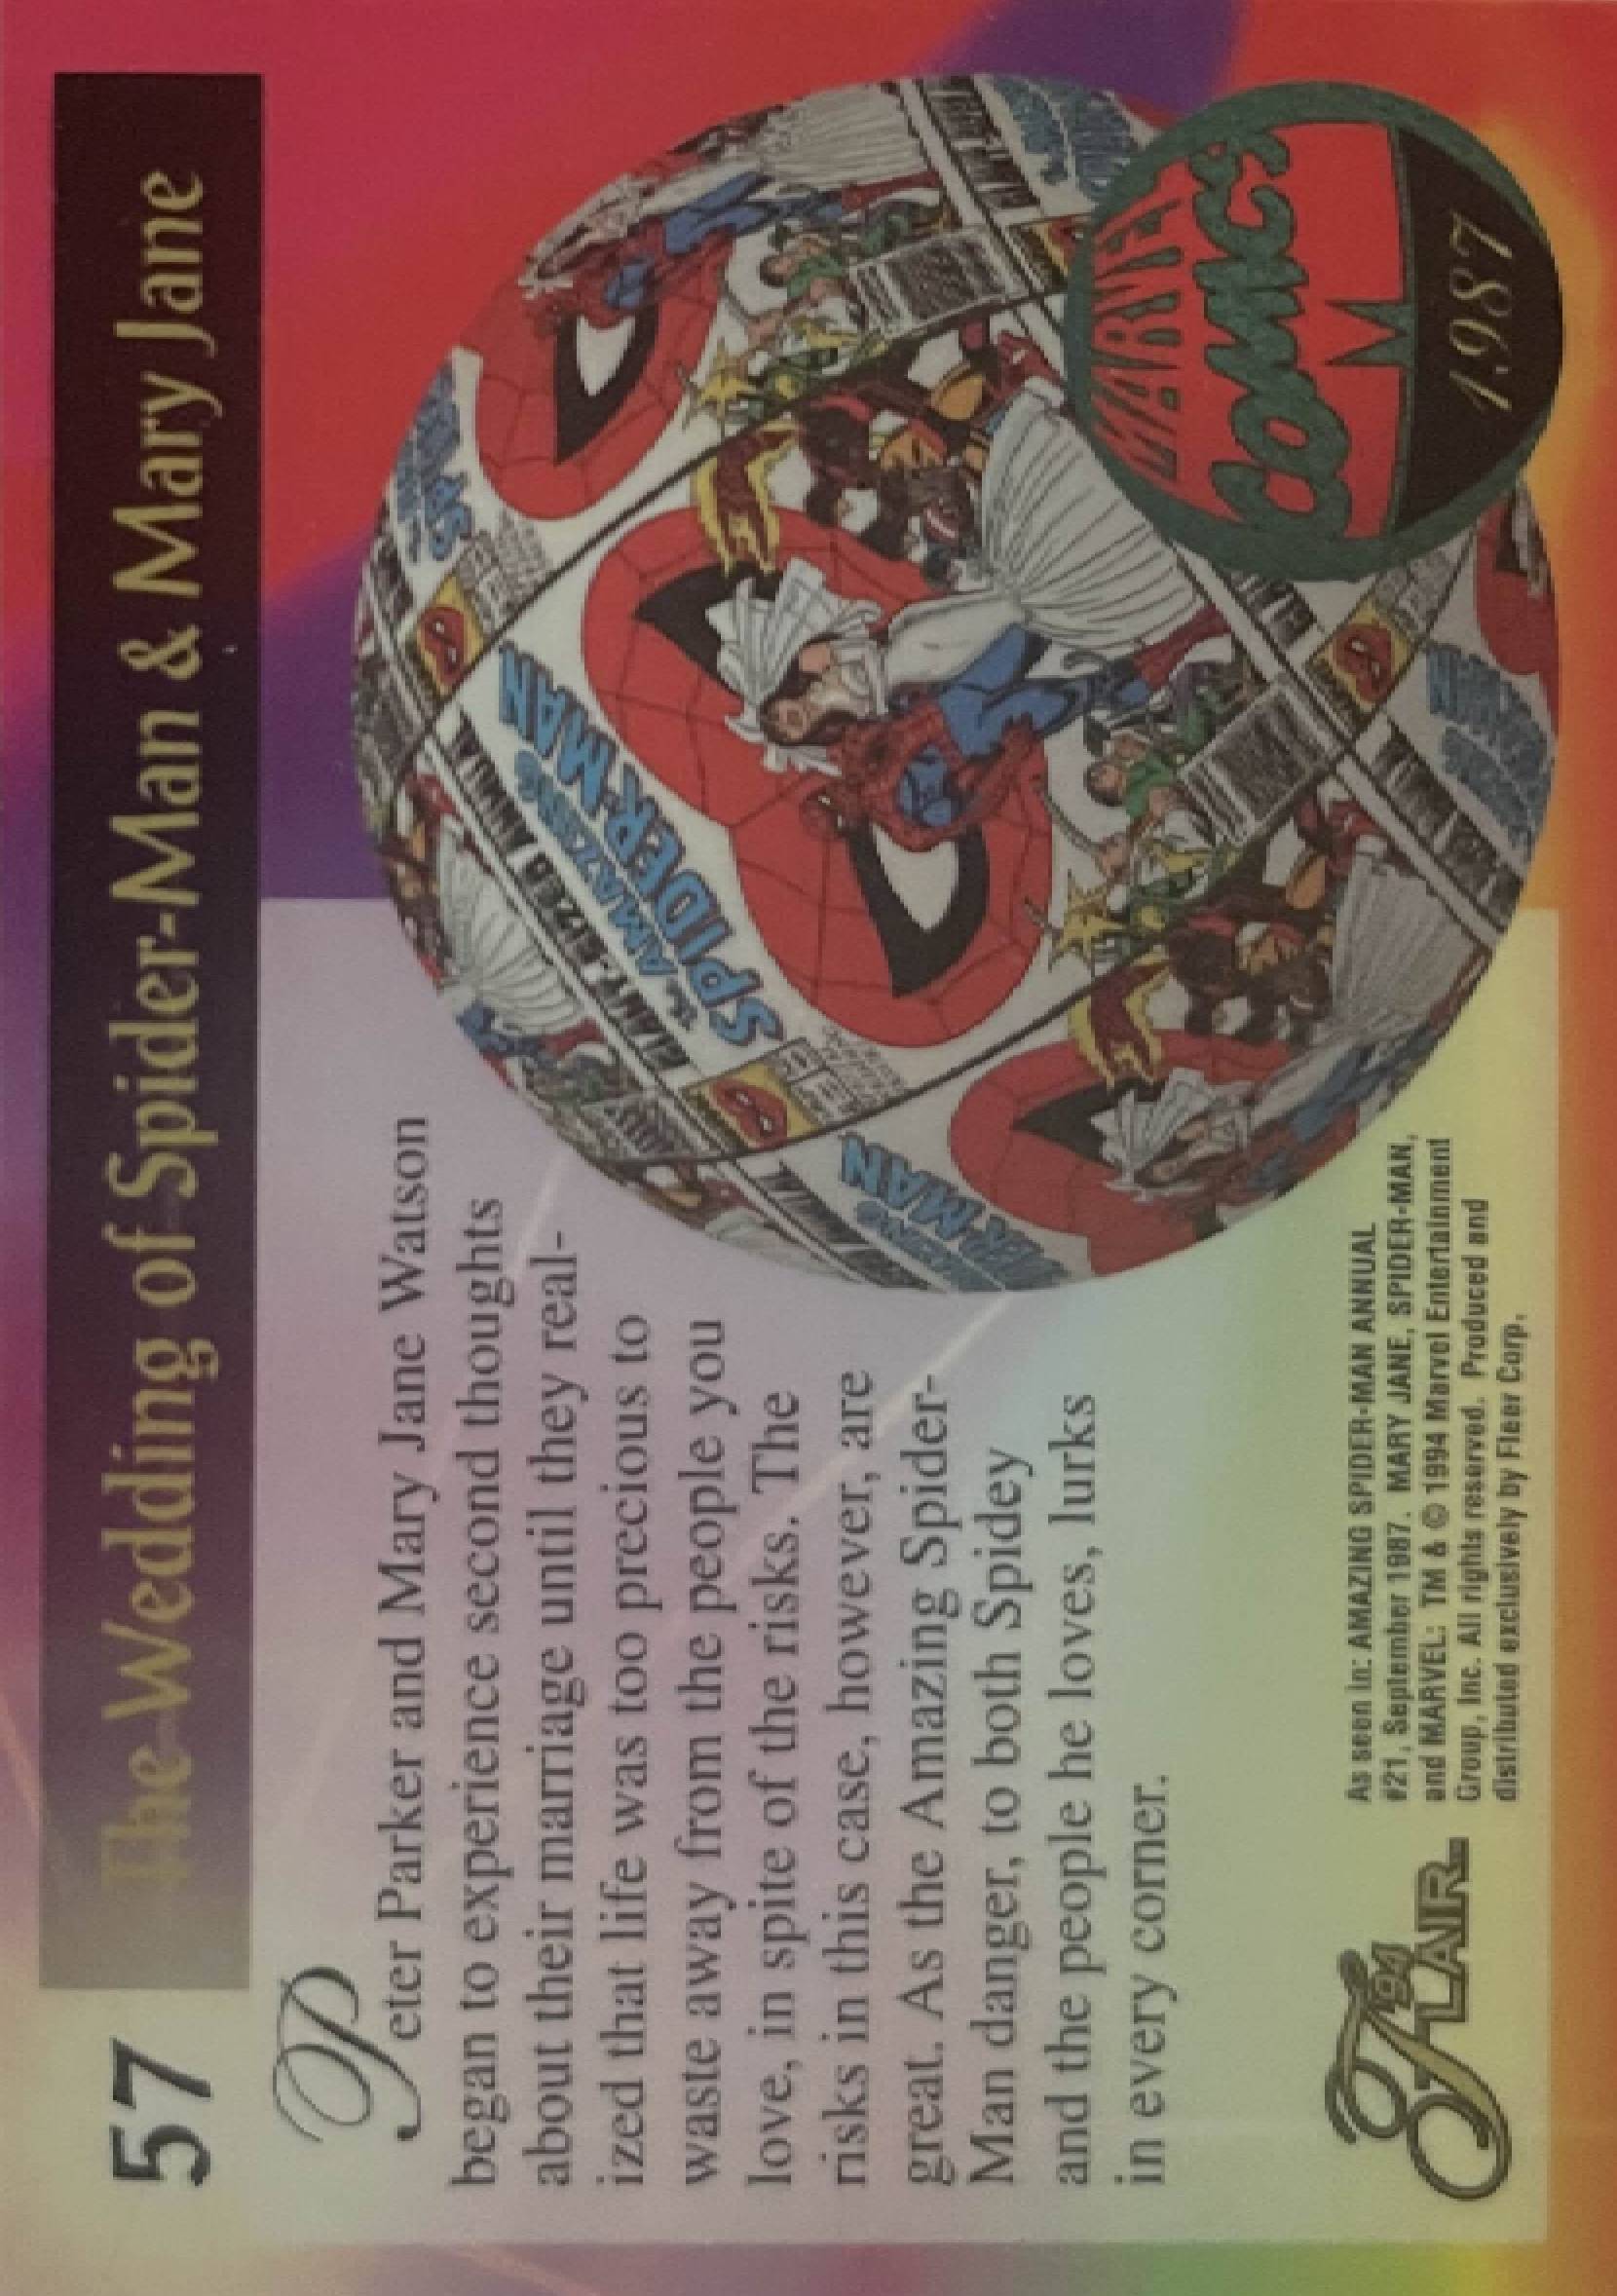 57
The Wedding of Spider-Man & Mary Jane
Peter Parker and Mary Jane Watson
began to experience second thoughts
about their marriage until they real-
ized that life was too precious to
waste away from the people you
love, in spite of the risks. The
risks in this case, however, are
great. As the Amazing Spider-
Man danger, to both Spidey
and the people he loves, lurks
in every corner.
GIANT-SIZED ANNUAL
The AMAZING
SPIDER-MAN
MARVEL
COMICS
M
1987
'94
FLAIR™
As seen in: AMAZING SPIDER-MAN ANNUAL
#21, September 1987. MARY JANE, SPIDER-MAN,
and MARVEL: TM & © 1994 Marvel Entertainment
Group, Inc. All rights reserved. Produced and
distributed exclusively by Fleer Corp.